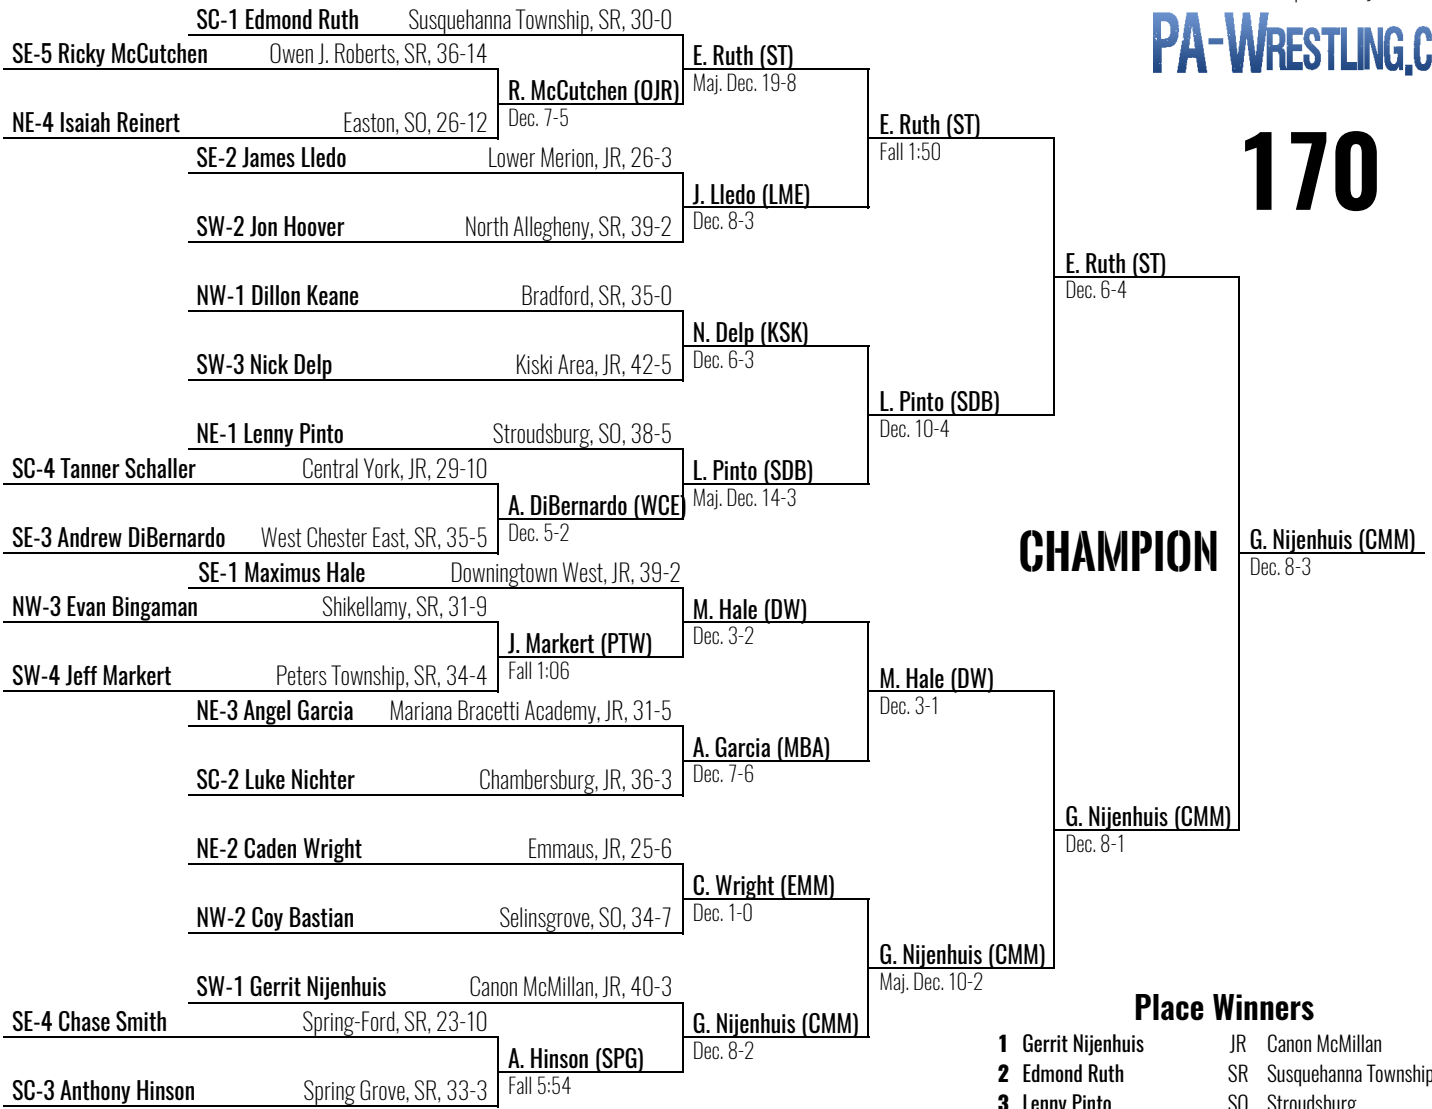 SC-1 Edmond Ruth Susquehanna Township, SR, 30-0
SE-5 Ricky McCutchen Owen J. Roberts, SR, 36-14
E. Ruth (ST)
Maj. Dec. 19-8
R. McCutchen (OJR)
Dec. 7-5
NE-4 Isaiah Reinert Easton, SO, 26-12
E. Ruth (ST)
Fall 1:50
SE-2 James Lledo Lower Merion, JR, 26-3
J. Lledo (LME)
Dec. 8-3
SW-2 Jon Hoover North Allegheny, SR, 39-2
E. Ruth (ST)
Dec. 6-4
NW-1 Dillon Keane Bradford, SR, 35-0
N. Delp (KSK)
Dec. 6-3
SW-3 Nick Delp Kiski Area, JR, 42-5
L. Pinto (SDB)
Dec. 10-4
NE-1 Lenny Pinto Stroudsburg, SO, 38-5
SC-4 Tanner Schaller Central York, JR, 29-10
L. Pinto (SDB)
Maj. Dec. 14-3
A. DiBernardo (WCE)
Dec. 5-2
SE-3 Andrew DiBernardo West Chester East, SR, 35-5
CHAMPION
G. Nijenhuis (CMM)
Dec. 8-3
SE-1 Maximus Hale Downingtown West, JR, 39-2
NW-3 Evan Bingaman Shikellamy, SR, 31-9
M. Hale (DW)
Dec. 3-2
J. Markert (PTW)
Fall 1:06
SW-4 Jeff Markert Peters Township, SR, 34-4
M. Hale (DW)
Dec. 3-1
NE-3 Angel Garcia Mariana Bracetti Academy, JR, 31-5
A. Garcia (MBA)
Dec. 7-6
SC-2 Luke Nichter Chambersburg, JR, 36-3
G. Nijenhuis (CMM)
Dec. 8-1
NE-2 Caden Wright Emmaus, JR, 25-6
C. Wright (EMM)
Dec. 1-0
NW-2 Coy Bastian Selinsgrove, SO, 34-7
G. Nijenhuis (CMM)
Maj. Dec. 10-2
SW-1 Gerrit Nijenhuis Canon McMillan, JR, 40-3
SE-4 Chase Smith Spring-Ford, SR, 23-10
G. Nijenhuis (CMM)
Dec. 8-2
A. Hinson (SPG)
Fall 5:54
SC-3 Anthony Hinson Spring Grove, SR, 33-3
PA-WRESTLING.C
170
Place Winners
1 Gerrit Nijenhuis JR Canon McMillan
2 Edmond Ruth SR Susquehanna Township
3 Lenny Pinto SO Stroudsburg